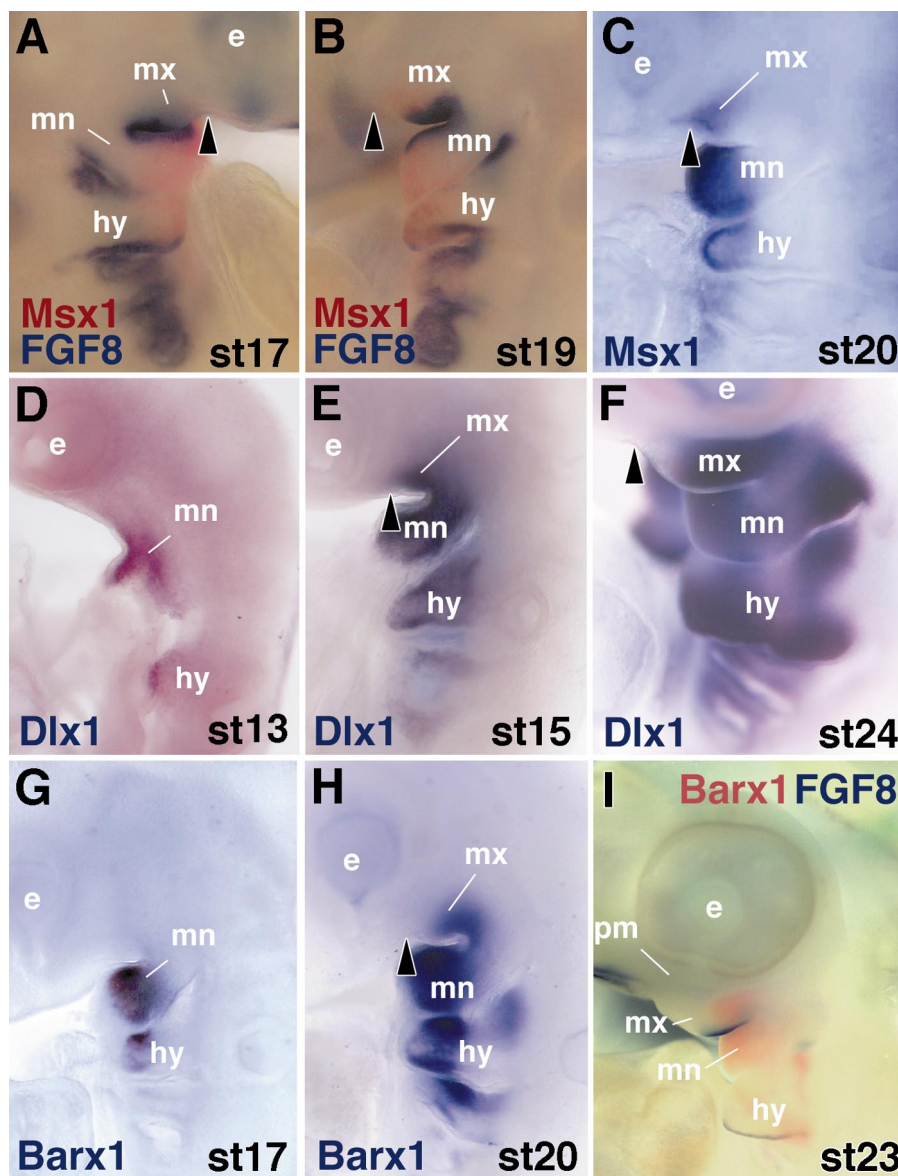 A
e
mx
mn
hy
Msx1
FGF8
st17
B
mx
mn
hy
Msx1
FGF8
st19
C
e
mx
mn
hy
Msx1
st20
D
e
mn
hy
Dlx1
st13
E
e
mx
mn
hy
Dlx1
st15
F
e
mx
mn
hy
Dlx1
st24
G
e
mn
hy
Barx1
st17
H
e
mx
mn
hy
Barx1
st20
I
Barx1 FGF8
e
pm
mx
mn
hy
st23